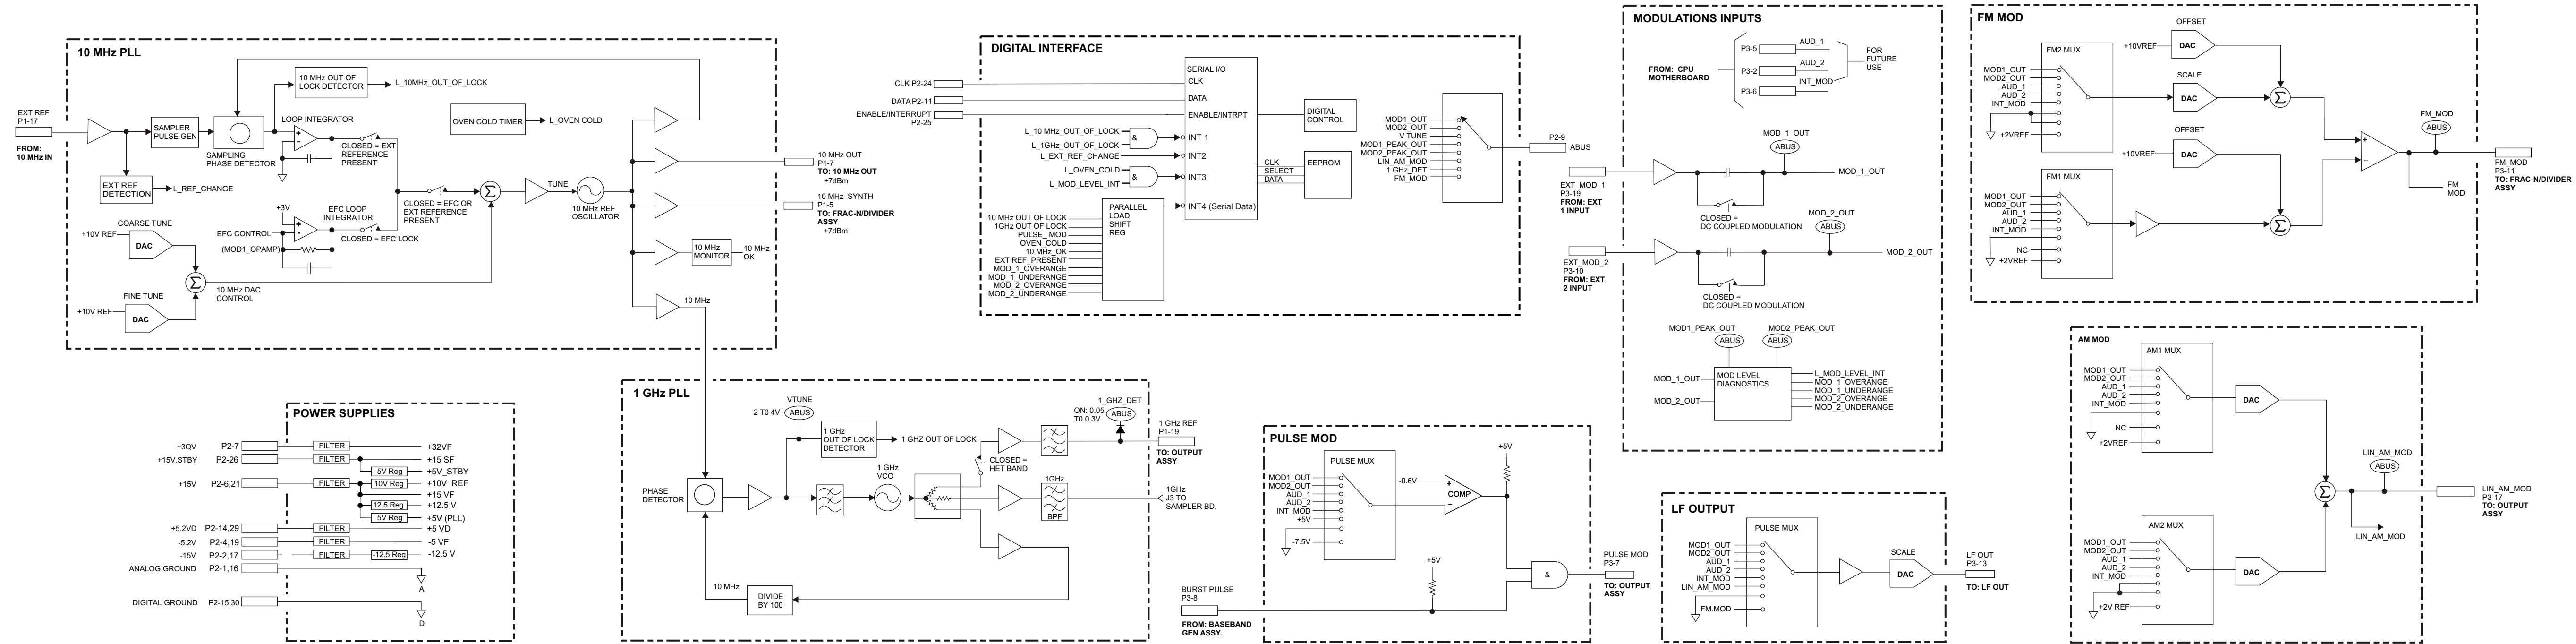 10 MHz PLL
EXT REF
P1-17
FROM:
10 MHz IN
SAMPLER
PULSE GEN
SAMPLING
PHASE DETECTOR
10 MHz OUT OF
LOCK DETECTOR
L_10MHz_OUT_OF_LOCK
LOOP INTEGRATOR
+
-
CLOSED = EXT
REFERENCE
PRESENT
OVEN COLD TIMER
L_OVEN COLD
EXT REF
DETECTION
L_REF_CHANGE
COARSE TUNE
+10V REF
DAC
FINE TUNE
+10V REF
DAC
Σ
10 MHz DAC
CONTROL
+3V
EFC LOOP
INTEGRATOR
EFC CONTROL
+
-
(MOD1_OPAMP)
CLOSED = EFC LOCK
CLOSED = EFC OR
EXT REFERENCE
PRESENT
Σ
TUNE
10 MHz REF
OSCILLATOR
10 MHz OUT
P1-7
TO: 10 MHz OUT
+7dBm
10 MHz SYNTH
P1-5
TO: FRAC-N/DIVIDER
ASSY
+7dBm
10 MHz
MONITOR
10 MHz
OK
10 MHz
POWER SUPPLIES
+3QV P2-7 FILTER +32VF
+15V.STBY P2-26 FILTER +15 SF
5V Reg +5V_STBY
+15V P2-6,21 FILTER 10V Reg +10V REF
+15 VF
12.5 Reg +12.5 V
5V Reg +5V (PLL)
+5.2VD P2-14,29 FILTER +5 VD
-5.2V P2-4,19 FILTER -5 VF
-15V P2-2,17 FILTER -12.5 Reg -12.5 V
ANALOG GROUND P2-1,16
A
DIGITAL GROUND P2-15,30
D
1 GHz PLL
PHASE
DETECTOR
VTUNE
2 T0 4V
ABUS
1 GHz
OUT OF LOCK
DETECTOR
1 GHZ OUT OF LOCK
1 GHz
VCO
CLOSED =
HET BAND
1_GHZ_DET
ON: 0.05
T0 0.3V
ABUS
1 GHz REF
P1-19
TO: OUTPUT
ASSY
1GHz
BPF
1GHz
J3 TO
SAMPLER BD.
10 MHz
DIVIDE
BY 100
DIGITAL INTERFACE
CLK P2-24
DATA P2-11
ENABLE/INTERRUPT
P2-25
SERIAL I/O
CLK
DATA
ENABLE/INTRPT
INT 1
INT2
INT3
INT4 (Serial Data)
L_10 MHz_OUT_OF_LOCK
L_1GHz_OUT_OF_LOCK
&
L_EXT_REF_CHANGE
L_OVEN_COLD
L_MOD_LEVEL_INT
&
10 MHz OUT OF LOCK
1GHz OUT OF LOCK
PULSE_MOD
OVEN_COLD
10 MHz_OK
EXT REF_PRESENT
MOD_1_OVERANGE
MOD_1_UNDERANGE
MOD_2_OVERANGE
MOD_2_UNDERANGE
PARALLEL
LOAD
SHIFT
REG
DIGITAL
CONTROL
CLK
SELECT
DATA
EEPROM
MOD1_OUT
MOD2_OUT
V TUNE
MOD1_PEAK_OUT
MOD2_PEAK_OUT
LIN_AM_MOD
1 GHz_DET
FM_MOD
P2-9
ABUS
MODULATIONS INPUTS
FROM: CPU
MOTHERBOARD
P3-5
P3-2
P3-6
AUD_1
AUD_2
INT_MOD
FOR
FUTURE
USE
EXT_MOD_1
P3-19
FROM: EXT
1 INPUT
MOD_1_OUT
ABUS
MOD_1_OUT
CLOSED =
DC COUPLED MODULATION
EXT_MOD_2
P3-10
FROM: EXT
2 INPUT
MOD_2_OUT
ABUS
MOD_2_OUT
CLOSED =
DC COUPLED MODULATION
MOD1_PEAK_OUT
ABUS
MOD2_PEAK_OUT
ABUS
MOD_1_OUT
MOD_2_OUT
MOD LEVEL
DIAGNOSTICS
L_MOD_LEVEL_INT
MOD_1_OVERANGE
MOD_1_UNDERANGE
MOD_2_OVERANGE
MOD_2_UNDERANGE
PULSE MOD
PULSE MUX
MOD1_OUT
MOD2_OUT
AUD_1
AUD_2
INT_MOD
+5V
-7.5V
-0.6V
+
COMP
−
+5V
+5V
&
BURST PULSE
P3-8
FROM: BASEBAND
GEN ASSY.
PULSE MOD
P3-7
TO: OUTPUT
ASSY
LF OUTPUT
PULSE MUX
MOD1_OUT
MOD2_OUT
AUD_1
AUD_2
INT_MOD
LIN_AM_MOD
FM.MOD
SCALE
DAC
LF OUT
P3-13
TO: LF OUT
FM MOD
FM2 MUX
MOD1_OUT
MOD2_OUT
AUD_1
AUD_2
INT_MOD
+2VREF
OFFSET
+10VREF
DAC
SCALE
DAC
Σ
OFFSET
+10VREF
DAC
FM1 MUX
MOD1_OUT
MOD2_OUT
AUD_1
AUD_2
INT_MOD
NC
+2VREF
Σ
+
−
FM_MOD
ABUS
FM
MOD
FM_MOD
P3-11
TO: FRAC-N/DIVIDER
ASSY
AM MOD
AM1 MUX
MOD1_OUT
MOD2_OUT
AUD_1
AUD_2
INT_MOD
NC
+2VREF
DAC
AM2 MUX
MOD1_OUT
MOD2_OUT
AUD_1
AUD_2
INT_MOD
+2V REF
DAC
Σ
LIN_AM_MOD
ABUS
LIN_AM_MOD
LIN_AM_MOD
P3-17
TO: OUTPUT
ASSY